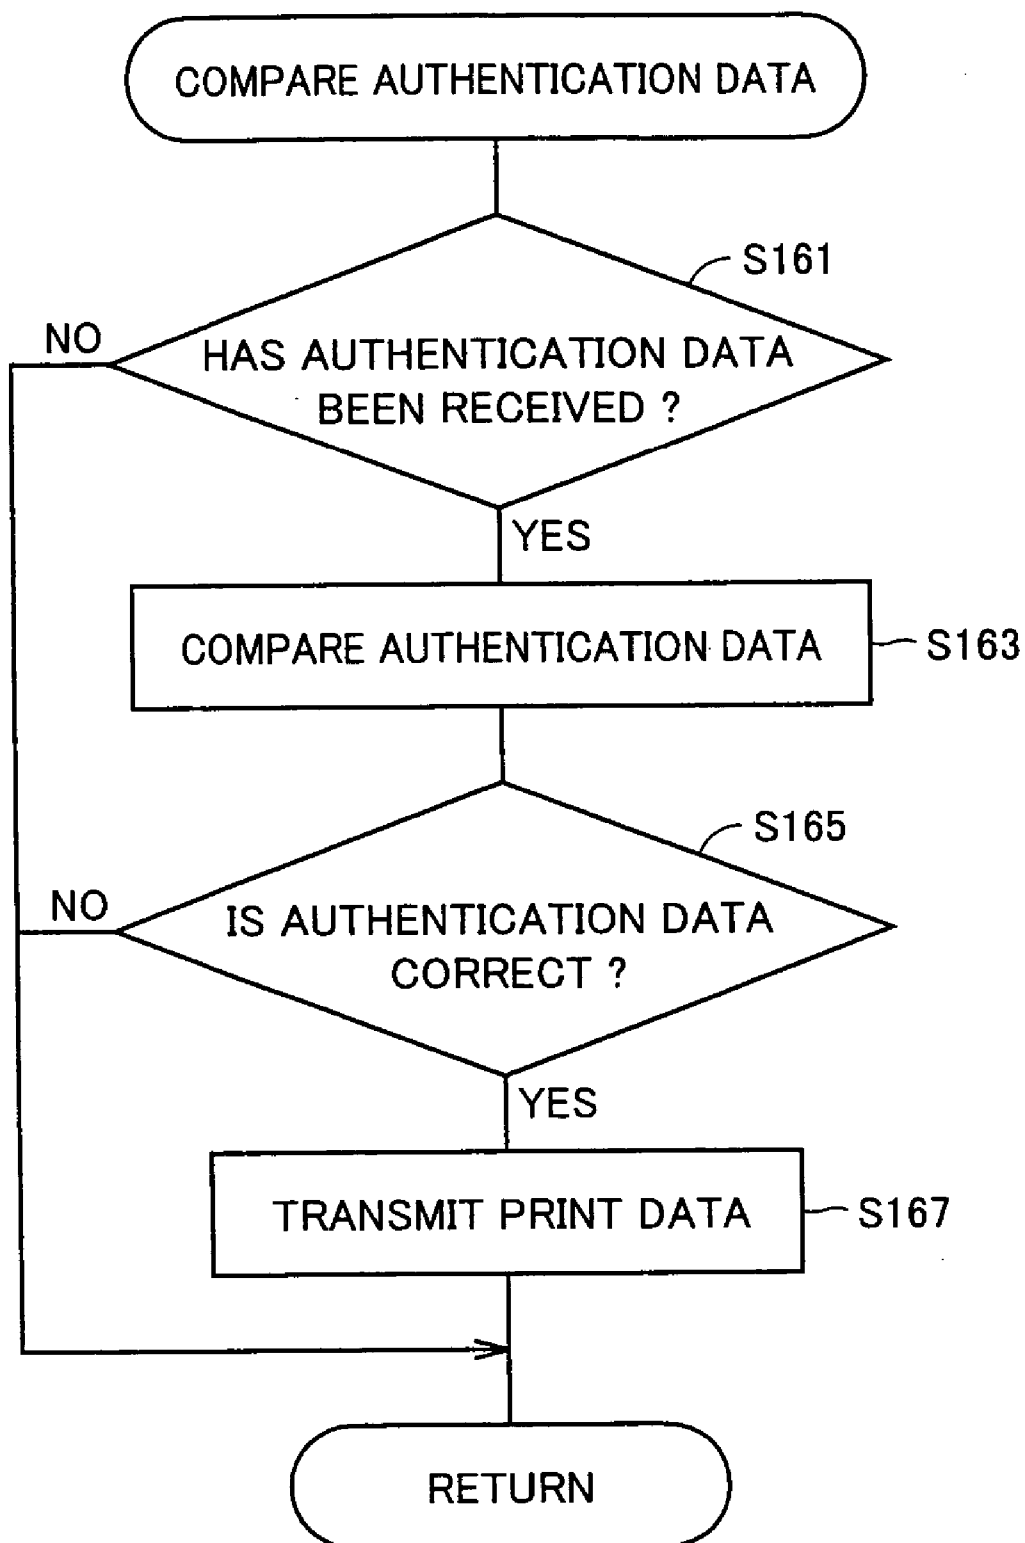 COMPARE AUTHENTICATION DATA
S161
NO
HAS AUTHENTICATION DATA
BEEN RECEIVED ?
YES
COMPARE AUTHENTICATION DATA
S163
S165
NO
IS AUTHENTICATION DATA
CORRECT ?
YES
TRANSMIT PRINT DATA
S167
RETURN